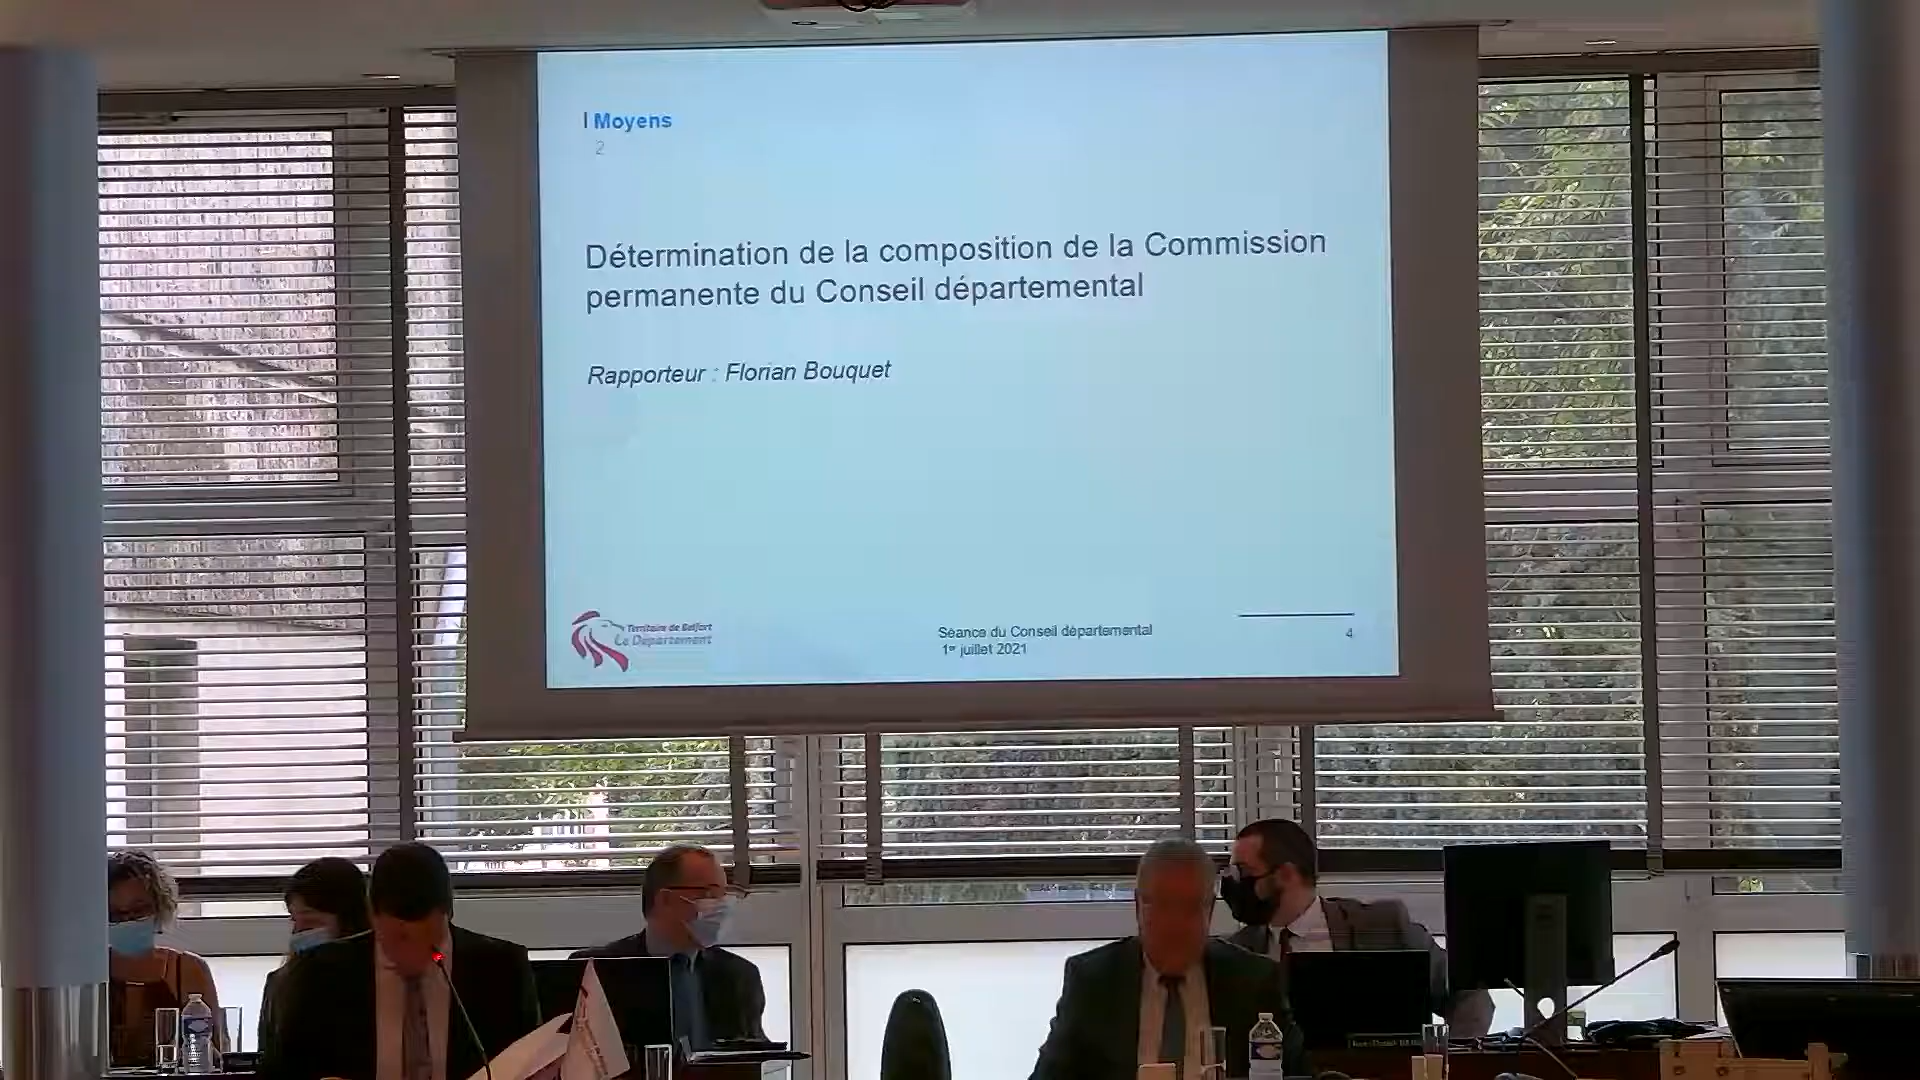 Moyens
2
Détermination de la composition de la Commission
permanente du Conseil départemental
Rapporteur : Florian Bouquet
Territoire de Belfort
Le Département
Séance du Conseil départemental
1er juillet 2021
4